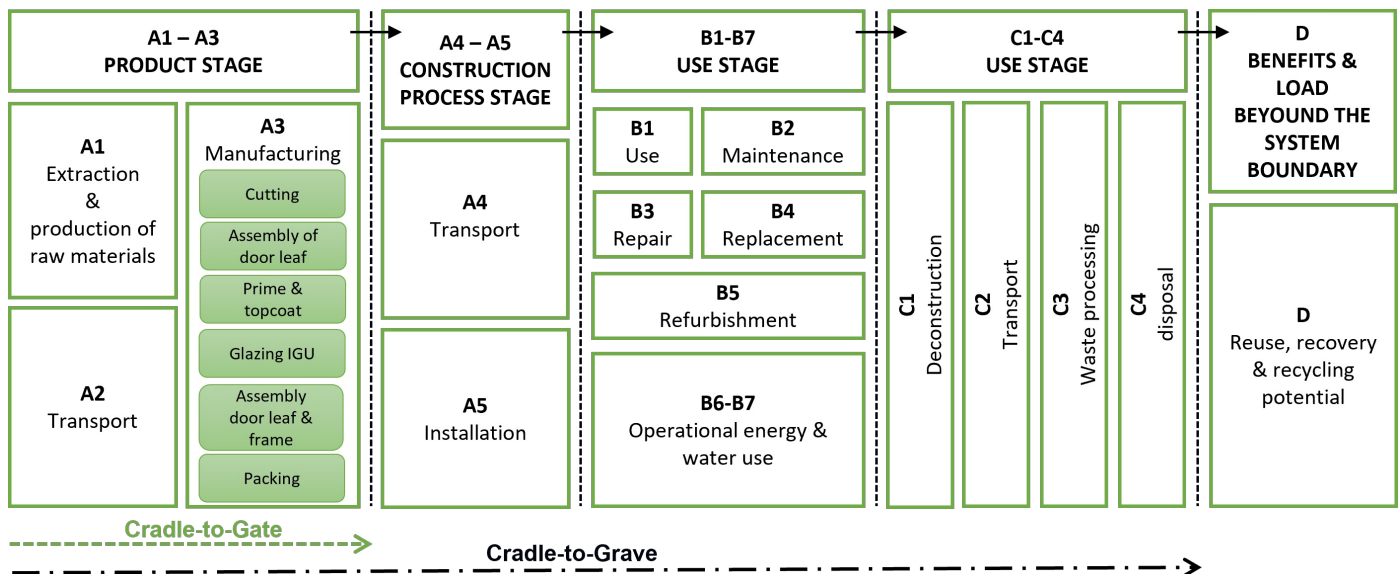 A1 – A3
PRODUCT STAGE
A1
Extraction
&
production of
raw materials
A2
Transport
A3
Manufacturing
Cutting
Assembly of
door leaf
Prime &
topcoat
Glazing IGU
Assembly
door leaf &
frame
Packing
A4 – A5
CONSTRUCTION
PROCESS STAGE
A4
Transport
A5
Installation
B1-B7
USE STAGE
B1
Use
B2
Maintenance
B3
Repair
B4
Replacement
B5
Refurbishment
B6-B7
Operational energy &
water use
C1-C4
USE STAGE
C1
Deconstruction
C2
Transport
C3
Waste processing
C4
disposal
D
BENEFITS &
LOAD
BEYOUND THE
SYSTEM
BOUNDARY
D
Reuse, recovery
& recycling
potential
Cradle-to-Gate
Cradle-to-Grave